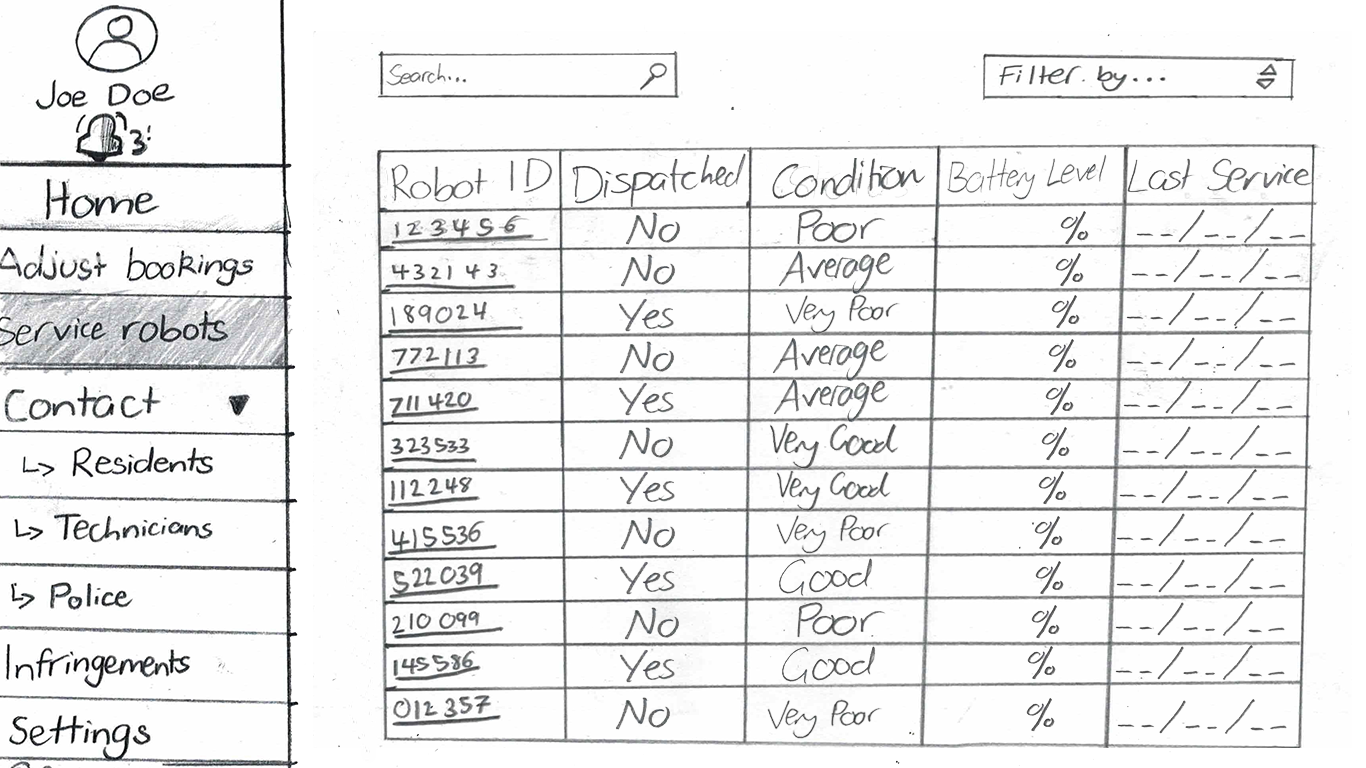 Joe Doe
3
Home
Adjust bookings
Service robots
Contact
Residents
Technicians
Police
Infringements
Settings
Search...
Filter by...
Robot ID Dispatched Condition Battery Level Last Service
123456 No Poor % --/--/--
432143 No Average % --/--/--
189024 Yes Very Poor % --/--/--
772113 No Average % --/--/--
711420 Yes Average % --/--/--
323533 No Very Good % --/--/--
112248 Yes Very Good % --/--/--
415536 No Very Poor % --/--/--
522039 Yes Good % --/--/--
210099 No Poor % --/--/--
145586 Yes Good % --/--/--
012357 No Very Poor % --/--/--